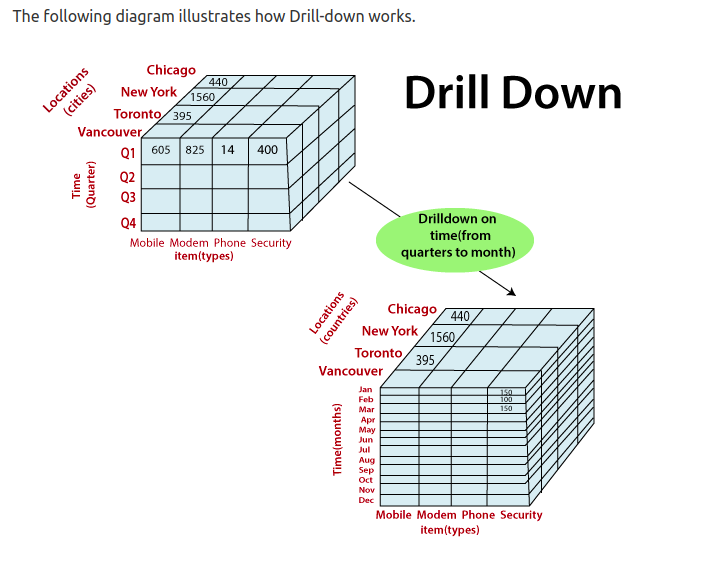 The following diagram illustrates how Drill-down works.
Drill Down
Locations
(cities)
Chicago
New York
Toronto
Vancouver
440
1560
395
Time
(Quarter)
Q1 605 825 14 400
Q2
Q3
Q4
Mobile Modem Phone Security
item(types)
Drilldown on
time(from
quarters to month)
Locations
(countries)
Chicago
New York
Toronto
Vancouver
440
1560
395
Time(months)
Jan 150
Feb 100
Mar 150
Apr
May
Jun
Jul
Aug
Sep
Oct
Nov
Dec
Mobile Modem Phone Security
item(types)